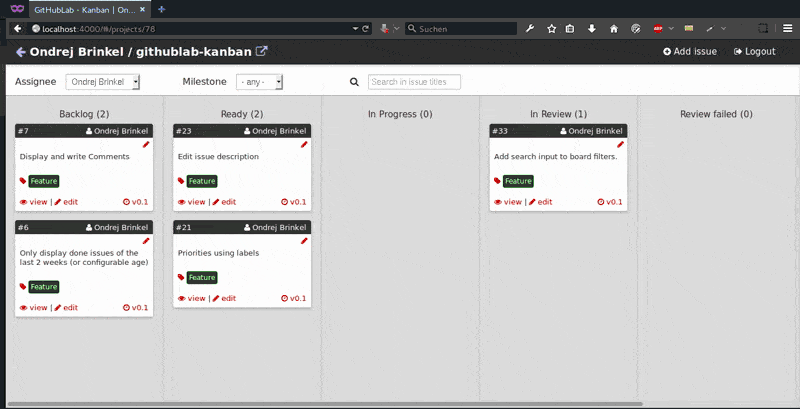 GitHubLab - Kanban | On...
localhost:4000/#/projects/78
Suchen
Ondrej Brinkel / githublab-kanban
Add issue
Logout
Assignee
Ondrej Brinkel
Milestone
- any -
Search in issue titles
Backlog (2)
Ready (2)
In Progress (0)
In Review (1)
Review failed (0)
#7
Ondrej Brinkel
#23
Ondrej Brinkel
#33
Ondrej Brinkel
Display and write Comments
Edit issue description
Add search input to board filters.
Feature
Feature
Feature
view | edit
v0.1
view | edit
v0.1
view | edit
v0.1
#6
Ondrej Brinkel
#21
Ondrej Brinkel
Only display done issues of the
last 2 weeks (or configurable age)
Priorities using labels
Feature
Feature
view | edit
v0.1
view | edit
v0.1